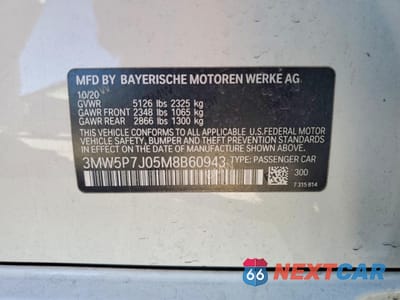 MFD BY BAYERISCHE MOTOREN WERKE AG
10/20
GVWR 5126 lbs 2325 kg
GAWR FRONT 2348 lbs 1065 kg
GAWR REAR 2866 lbs 1300 kg
THIS VEHICLE CONFORMS TO ALL APPLICABLE U.S. FEDERAL MOTOR
VEHICLE SAFETY, BUMPER, AND THEFT PREVENTION STANDARDS IN
EFFECT ON THE DATE OF MANUFACTURE SHOWN ABOVE.
3MW5P7J05M8B60943 TYPE: PASSENGER CAR
300
7 315 814
66 NEXTCAR